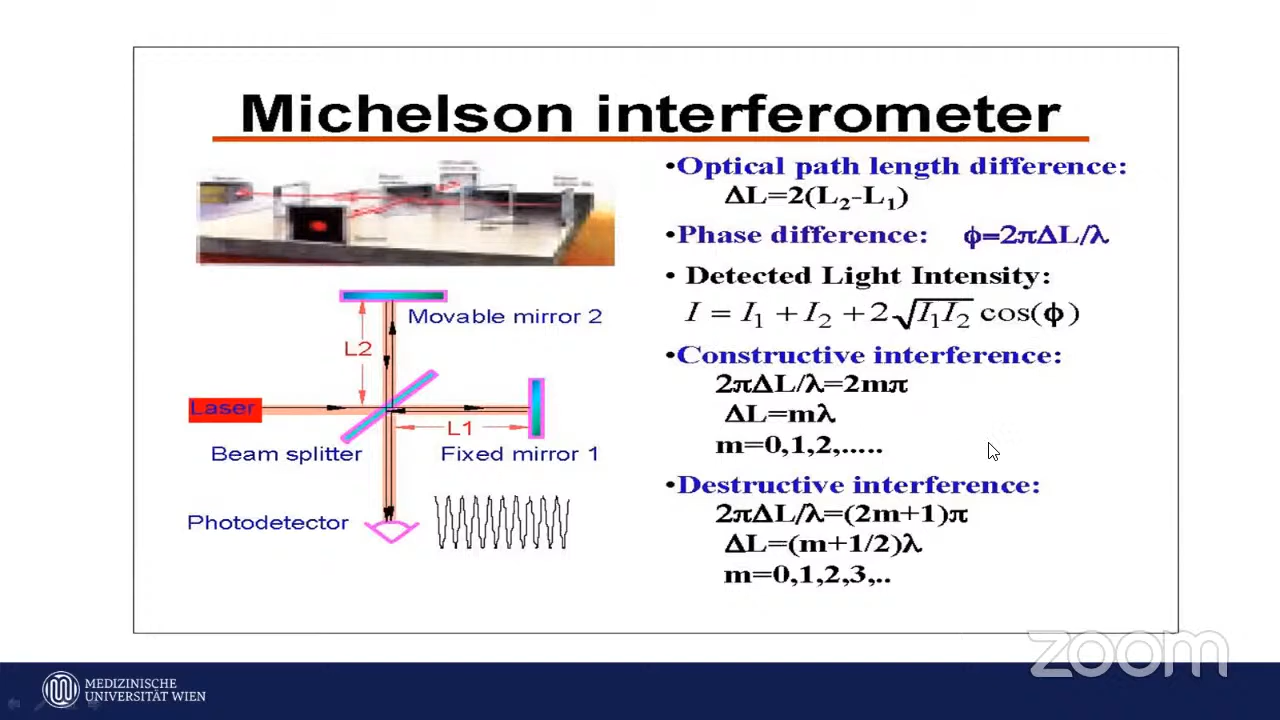 Michelson interferometer
•Optical path length difference:
ΔL=2(L₂-L₁)
•Phase difference: ϕ=2πΔL/λ
• Detected Light Intensity:
I = I₁ + I₂ + 2√I₁I₂ cos(ϕ)
•Constructive interference:
2πΔL/λ=2mπ
ΔL=mλ
m=0,1,2,.....
•Destructive interference:
2πΔL/λ=(2m+1)π
ΔL=(m+1/2)λ
m=0,1,2,3,..
Movable mirror 2
L2
Laser
L1
Beam splitter
Fixed mirror 1
Photodetector
zoom
MEDIZINISCHE
UNIVERSITÄT WIEN